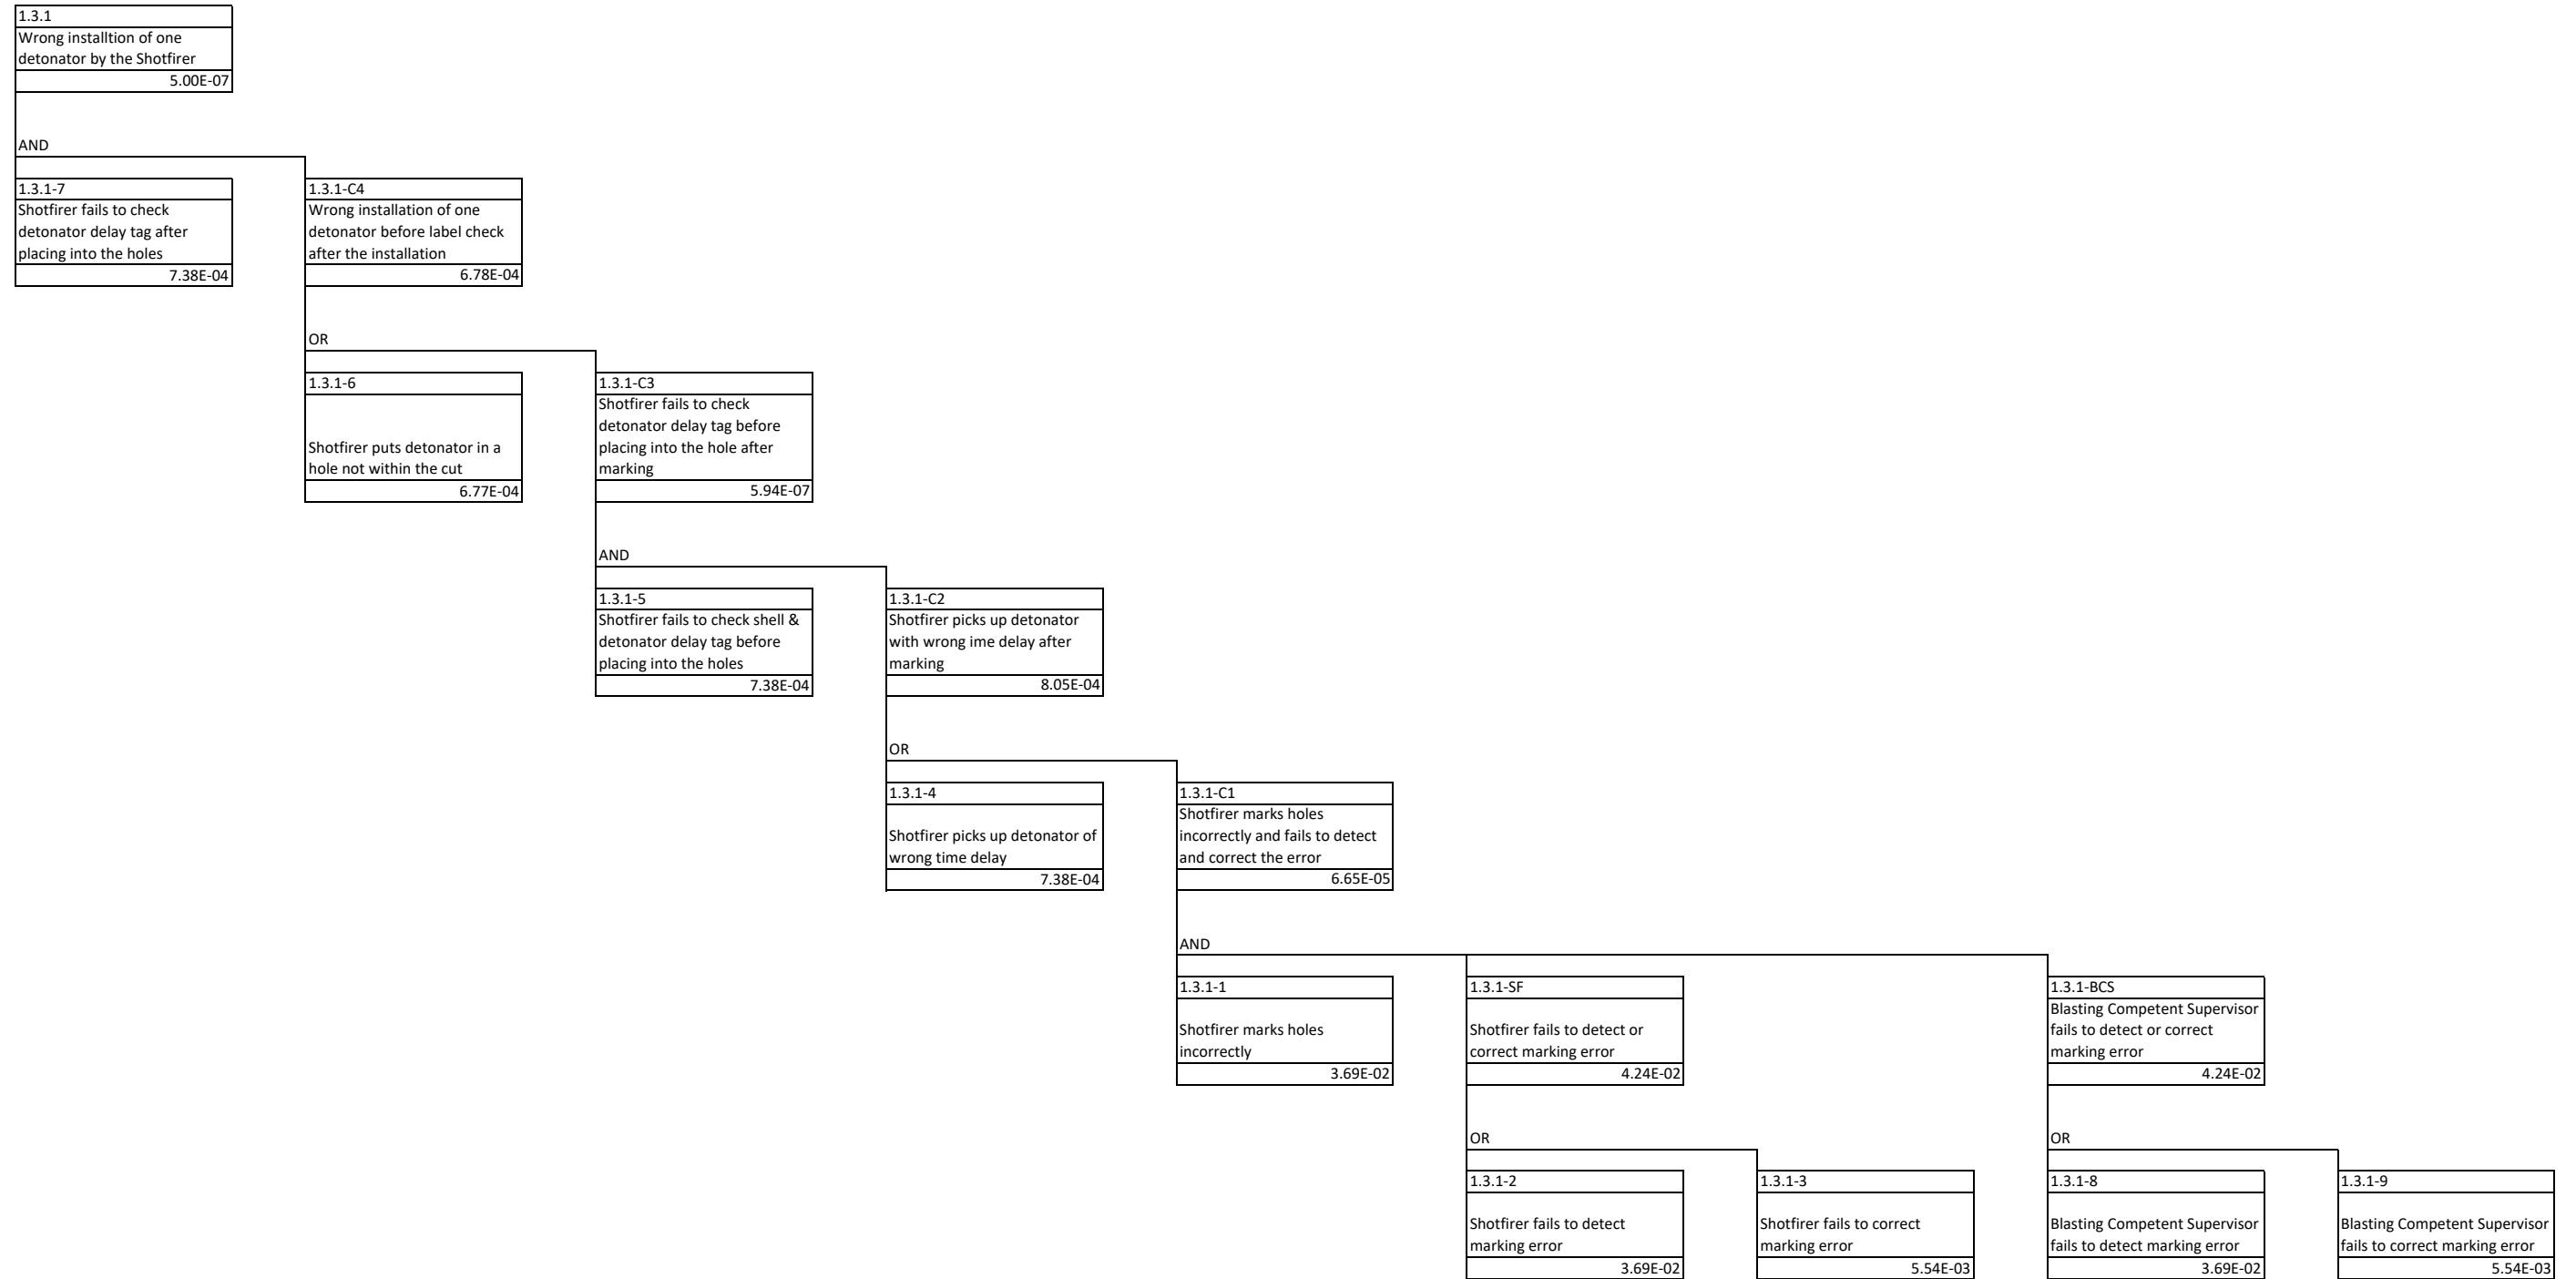 1.3.1
Wrong installtion of one
detonator by the Shotfirer
5.00E-07
AND
1.3.1-7
Shotfirer fails to check
detonator delay tag after
placing into the holes
7.38E-04
1.3.1-C4
Wrong installation of one
detonator before label check
after the installation
6.78E-04
OR
1.3.1-6
Shotfirer puts detonator in a
hole not within the cut
6.77E-04
1.3.1-C3
Shotfirer fails to check
detonator delay tag before
placing into the hole after
marking
5.94E-07
AND
1.3.1-5
Shotfirer fails to check shell &
detonator delay tag before
placing into the holes
7.38E-04
1.3.1-C2
Shotfirer picks up detonator
with wrong ime delay after
marking
8.05E-04
OR
1.3.1-4
Shotfirer picks up detonator of
wrong time delay
7.38E-04
1.3.1-C1
Shotfirer marks holes
incorrectly and fails to detect
and correct the error
6.65E-05
AND
1.3.1-1
Shotfirer marks holes
incorrectly
3.69E-02
1.3.1-SF
Shotfirer fails to detect or
correct marking error
4.24E-02
1.3.1-BCS
Blasting Competent Supervisor
fails to detect or correct
marking error
4.24E-02
OR
OR
1.3.1-2
Shotfirer fails to detect
marking error
3.69E-02
1.3.1-3
Shotfirer fails to correct
marking error
5.54E-03
1.3.1-8
Blasting Competent Supervisor
fails to detect marking error
3.69E-02
1.3.1-9
Blasting Competent Supervisor
fails to correct marking error
5.54E-03